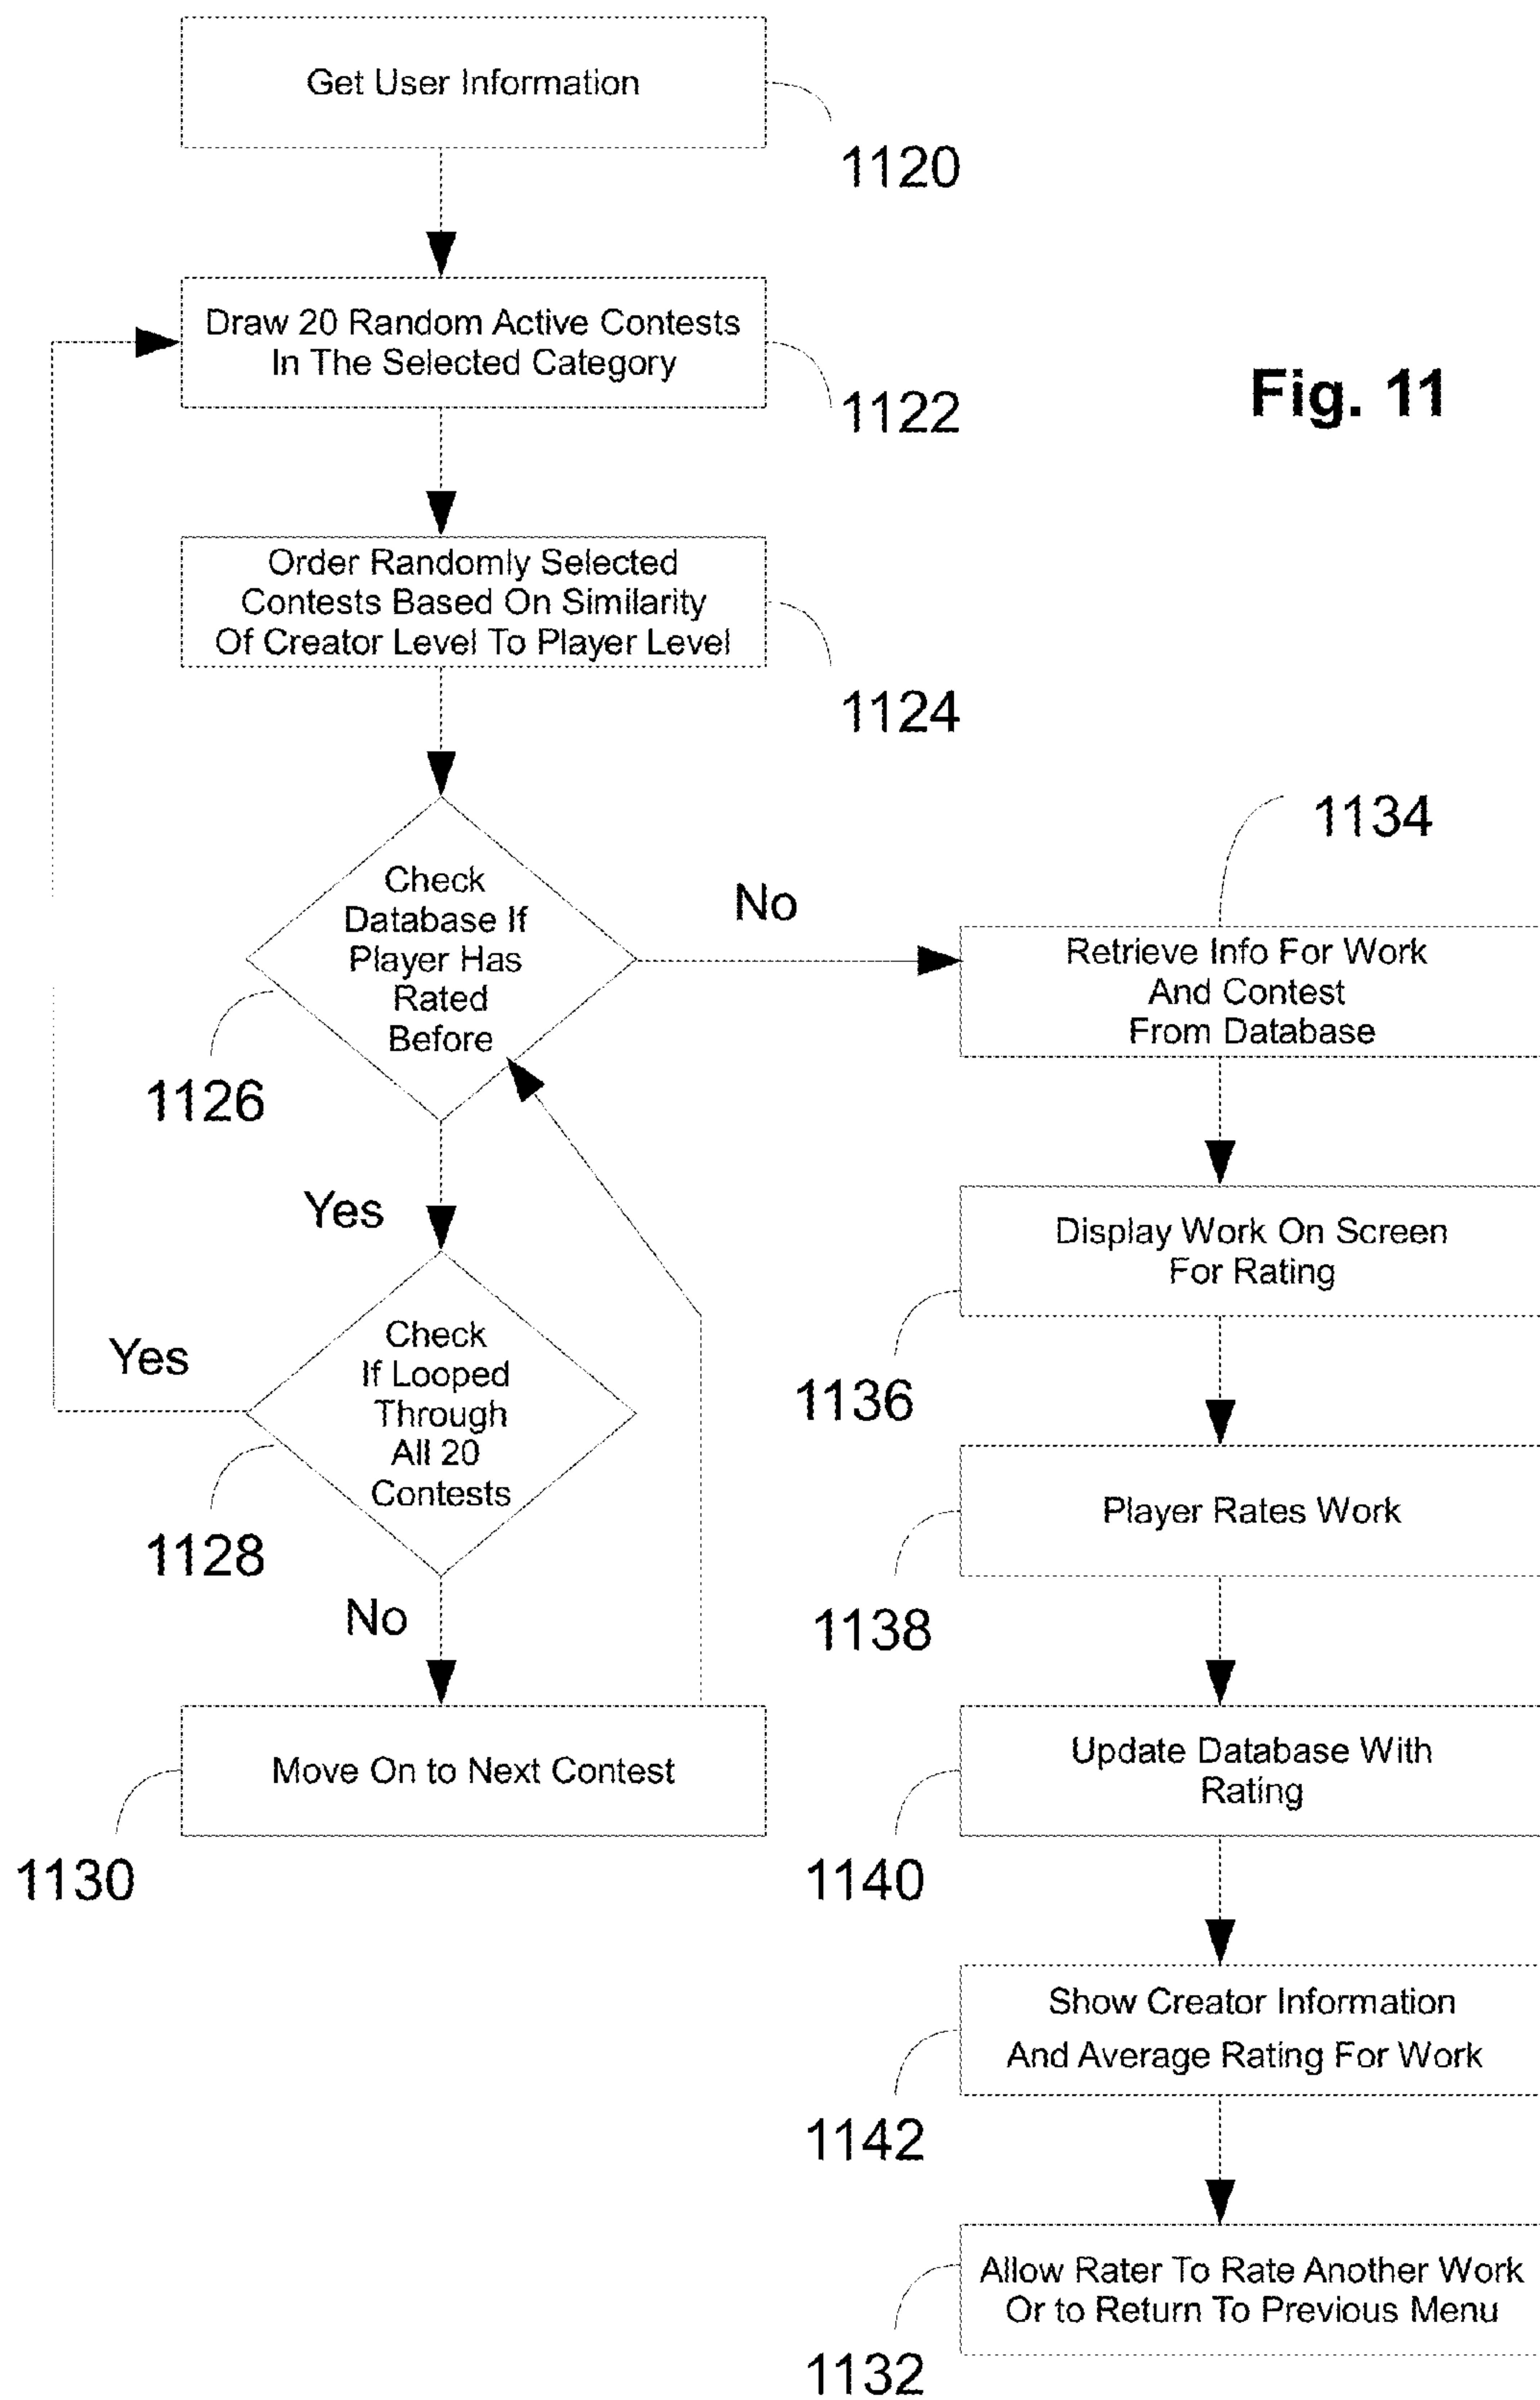 Get User Information
1120
Draw 20 Random Active Contests
In The Selected Category
1122
Fig. 11
Order Randomly Selected
Contests Based On Similarity
Of Creator Level To Player Level
1124
Check
Database If
Player Has
Rated
Before
1126
No
1134
Retrieve Info For Work
And Contest
From Database
Yes
Display Work On Screen
For Rating
1136
Check
If Looped
Through
All 20
Contests
Yes
1128
No
Player Rates Work
1138
Move On to Next Contest
1130
Update Database With
Rating
1140
Show Creator Information
And Average Rating For Work
1142
Allow Rater To Rate Another Work
Or to Return To Previous Menu
1132